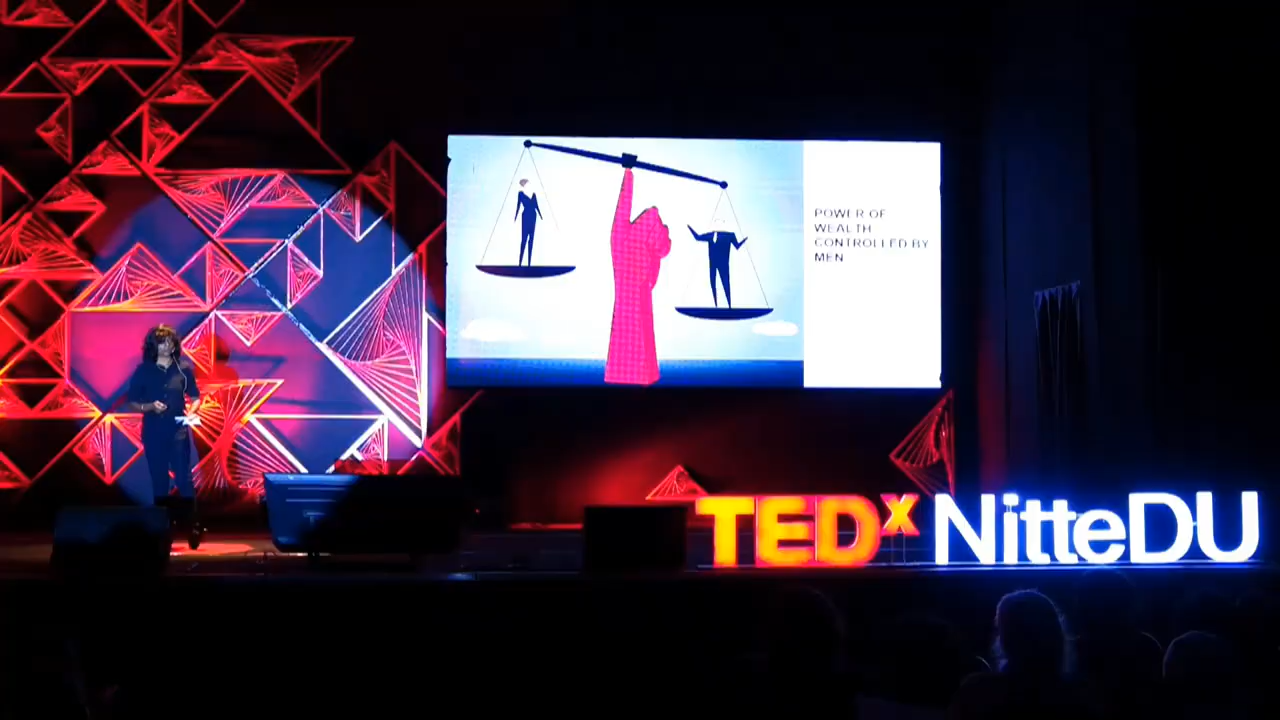 POWER OF
WEALTH
CONTROLLED BY
MEN
TEDx NitteDU